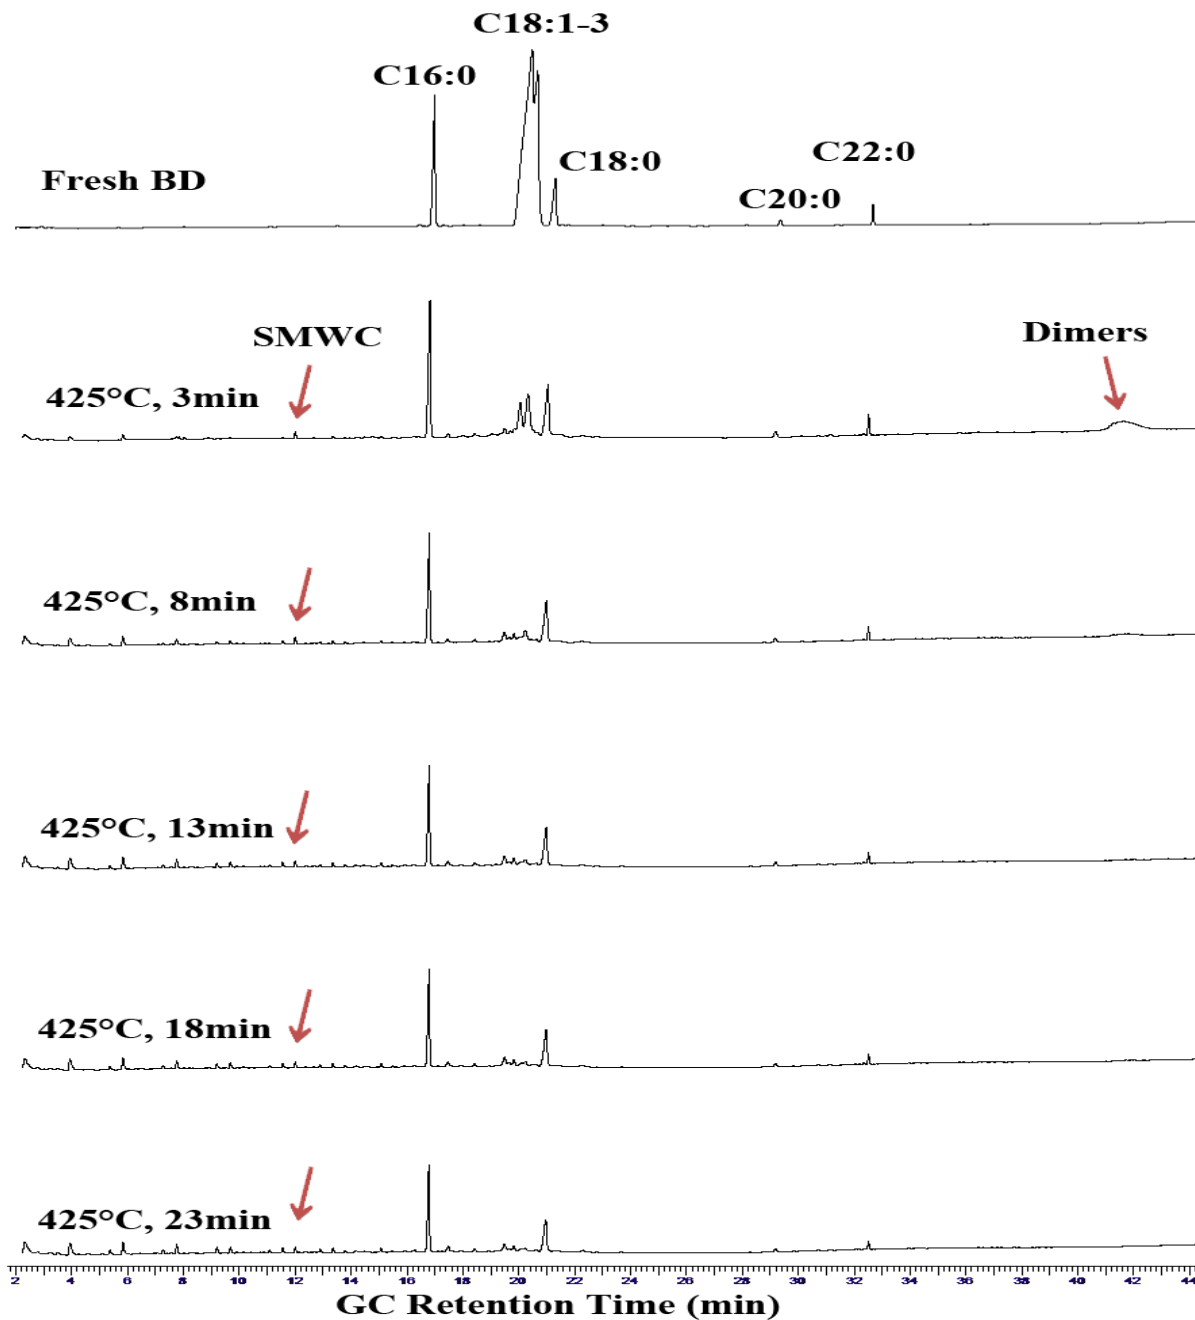 C18:1-3
C16:0
C18:0
C22:0
Fresh BD
C20:0
SMWC
Dimers
425°C, 3min
425°C, 8min
425°C, 13min
425°C, 18min
425°C, 23min
2 4 6 8 10 12 14 16 18 20 22 24 26 28 30 32 34 36 38 40 42 44
GC Retention Time (min)